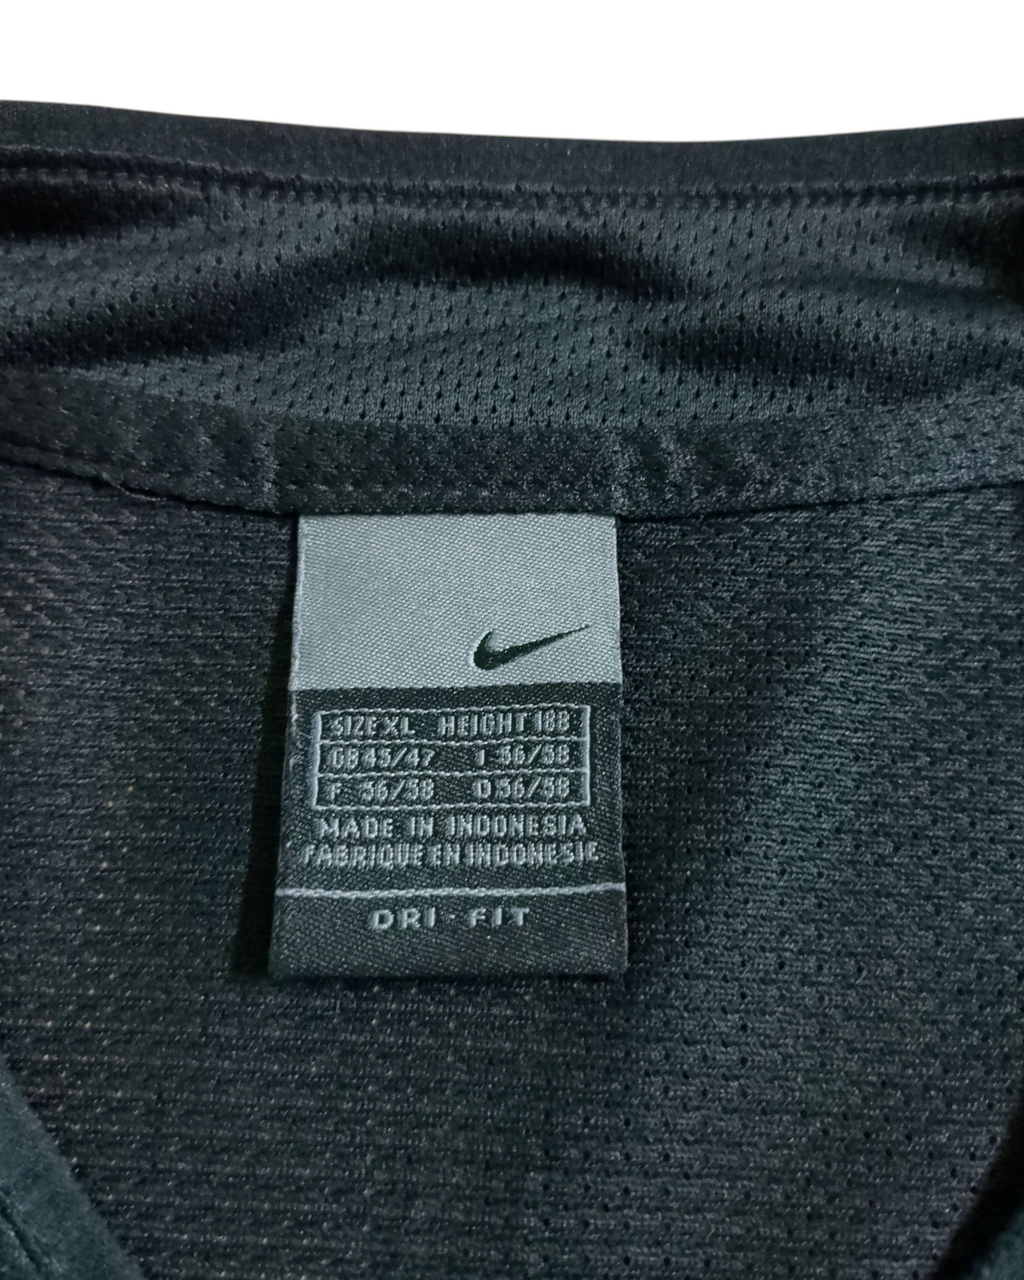 SIZE XL HEIGHT 188
GB 45/47 I 56/58
F 56/58 D 56/58
MADE IN INDONESIA
FABRIQUE EN INDONESIE
DRI-FIT